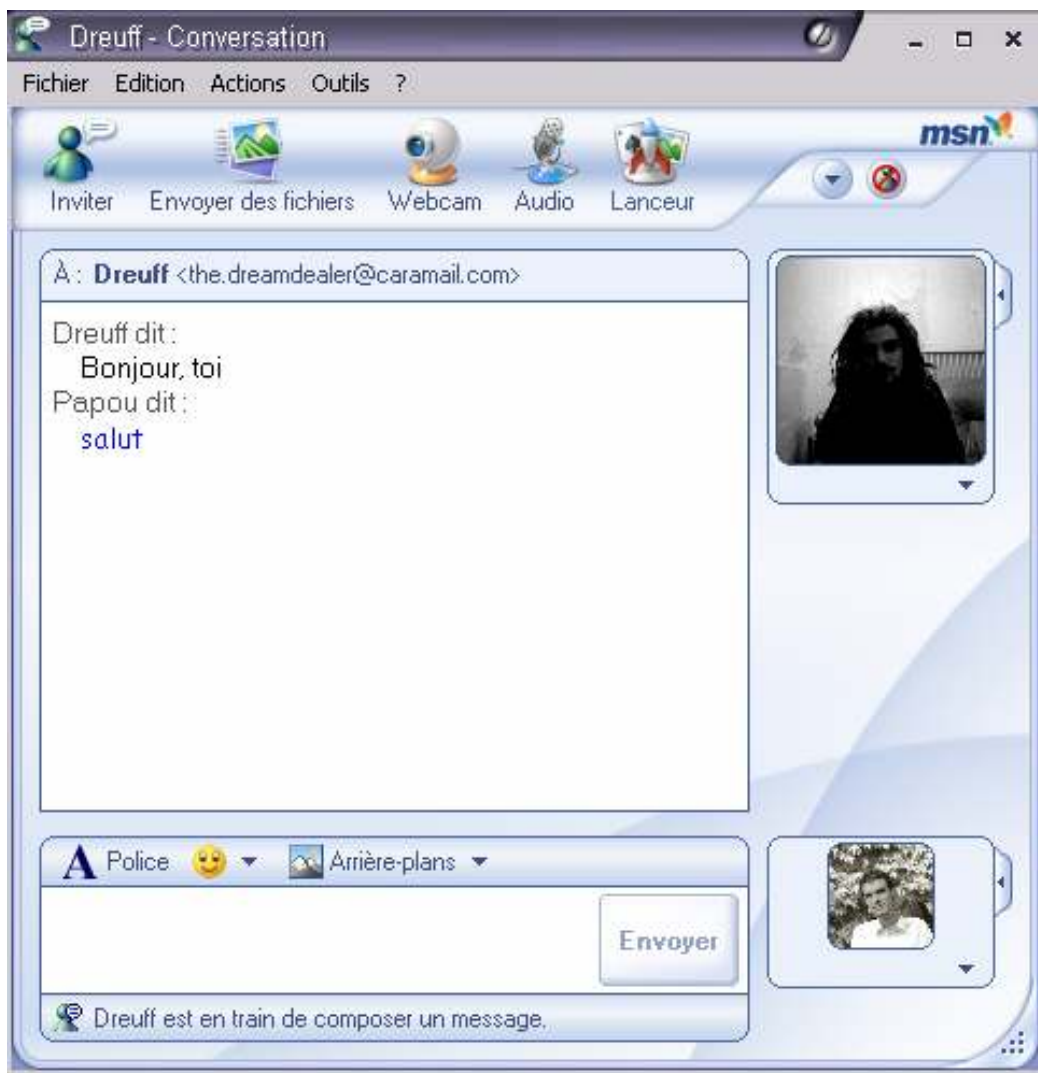 Dreuff - Conversation
Fichier Edition Actions Outils ?
msn
Inviter Envoyer des fichiers Webcam Audio Lanceur
À : Dreuff <the.dreamdealer@caramail.com>
Dreuff dit :
Bonjour, toi
Papou dit :
salut
A Police Arrière-plans
Envoyer
Dreuff est en train de composer un message.